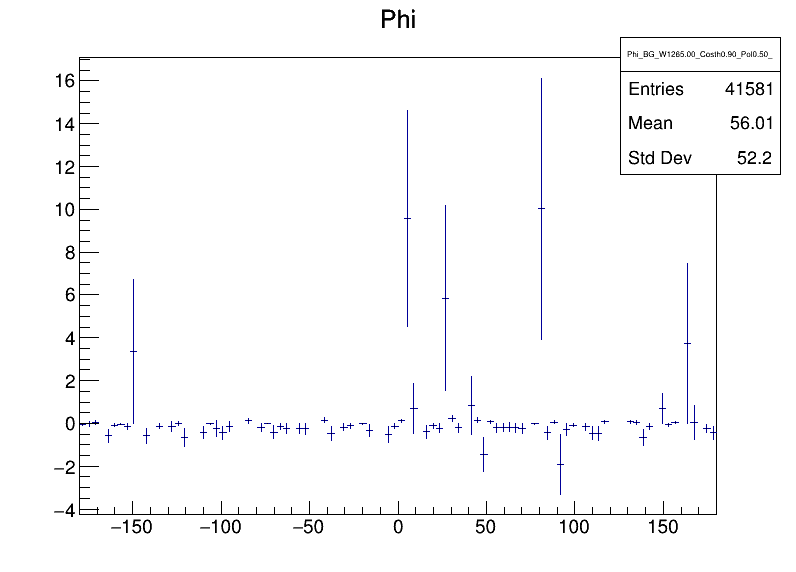 Phi
Phi_BG_W1265.00_Costh0.90_Pol0.50_
Entries 41581
Mean 56.01
Std Dev 52.2
16
14
12
10
8
6
4
2
0
−2
−4
−150 −100 −50 0 50 100 150